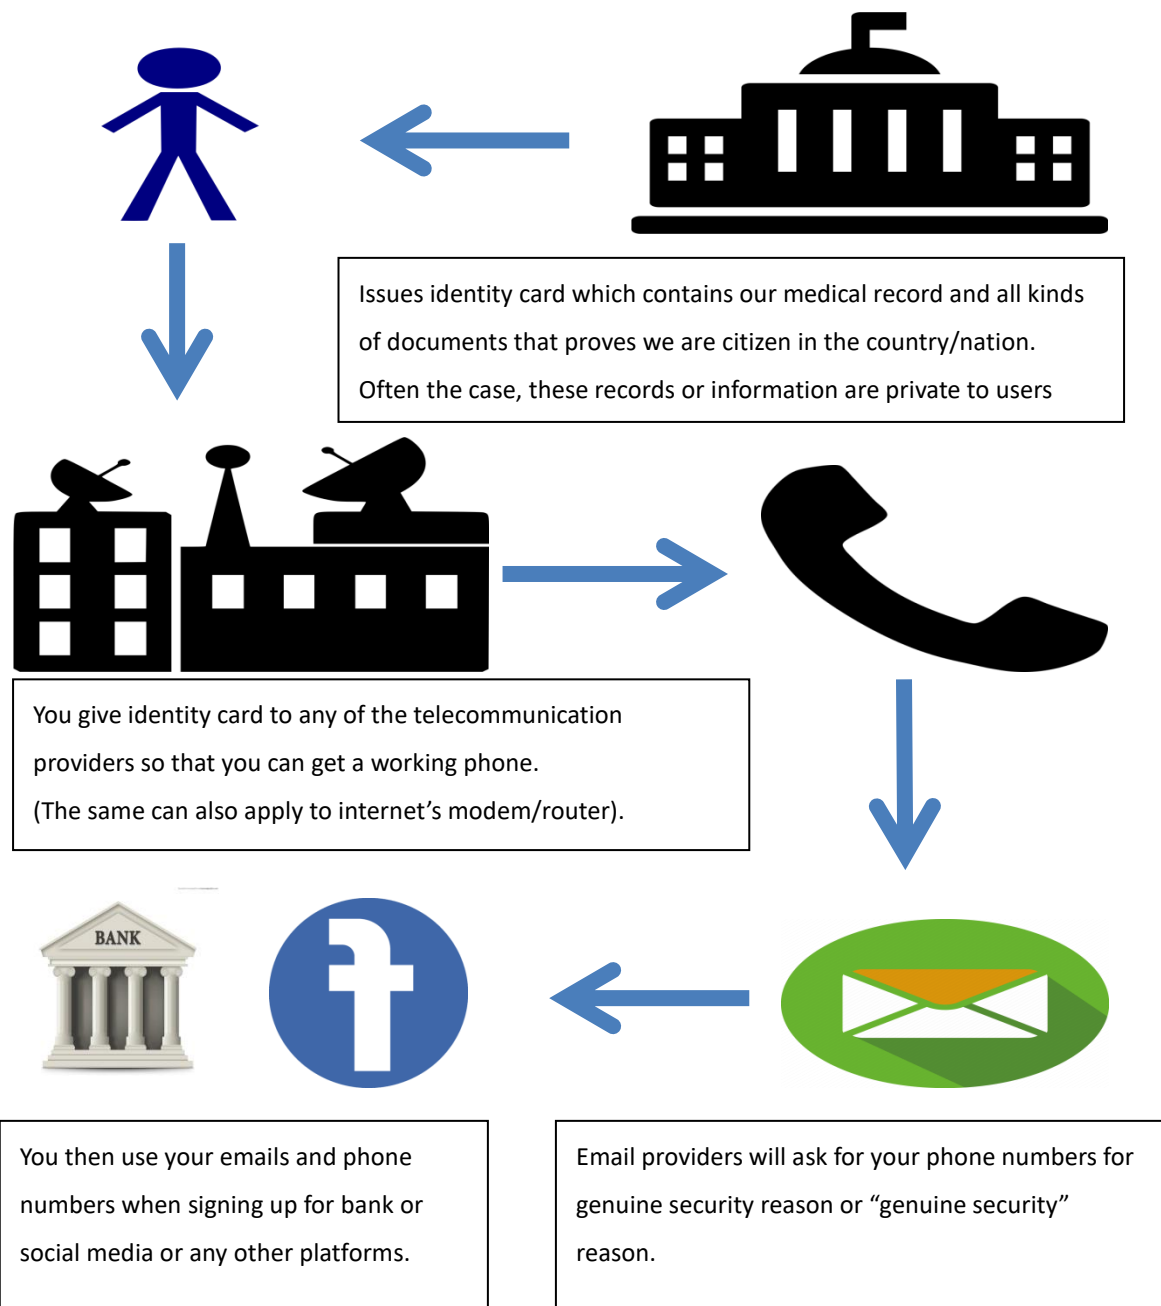 Issues identity card which contains our medical record and all kinds
of documents that proves we are citizen in the country/nation.
Often the case, these records or information are private to users
You give identity card to any of the telecommunication
providers so that you can get a working phone.
(The same can also apply to internet’s modem/router).
BANK
f
You then use your emails and phone
numbers when signing up for bank or
social media or any other platforms.
Email providers will ask for your phone numbers for
genuine security reason or “genuine security”
reason.